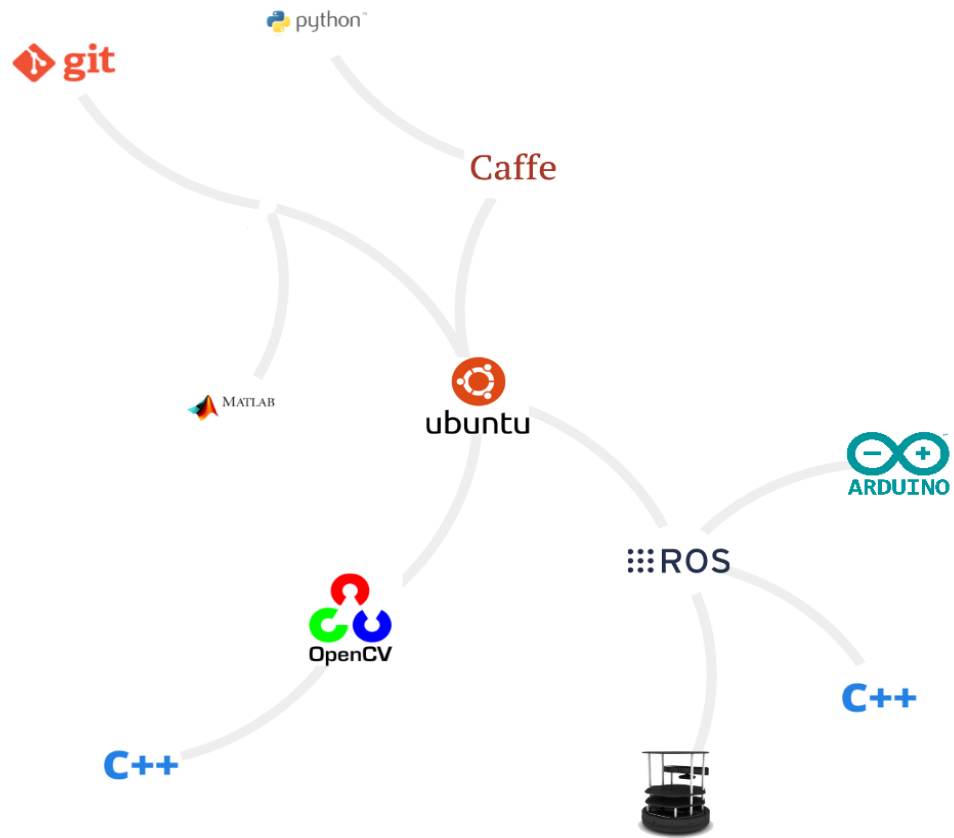 python™
git
Caffe
MATLAB
ubuntu
ARDUINO
ROS
OpenCV
C++
C++